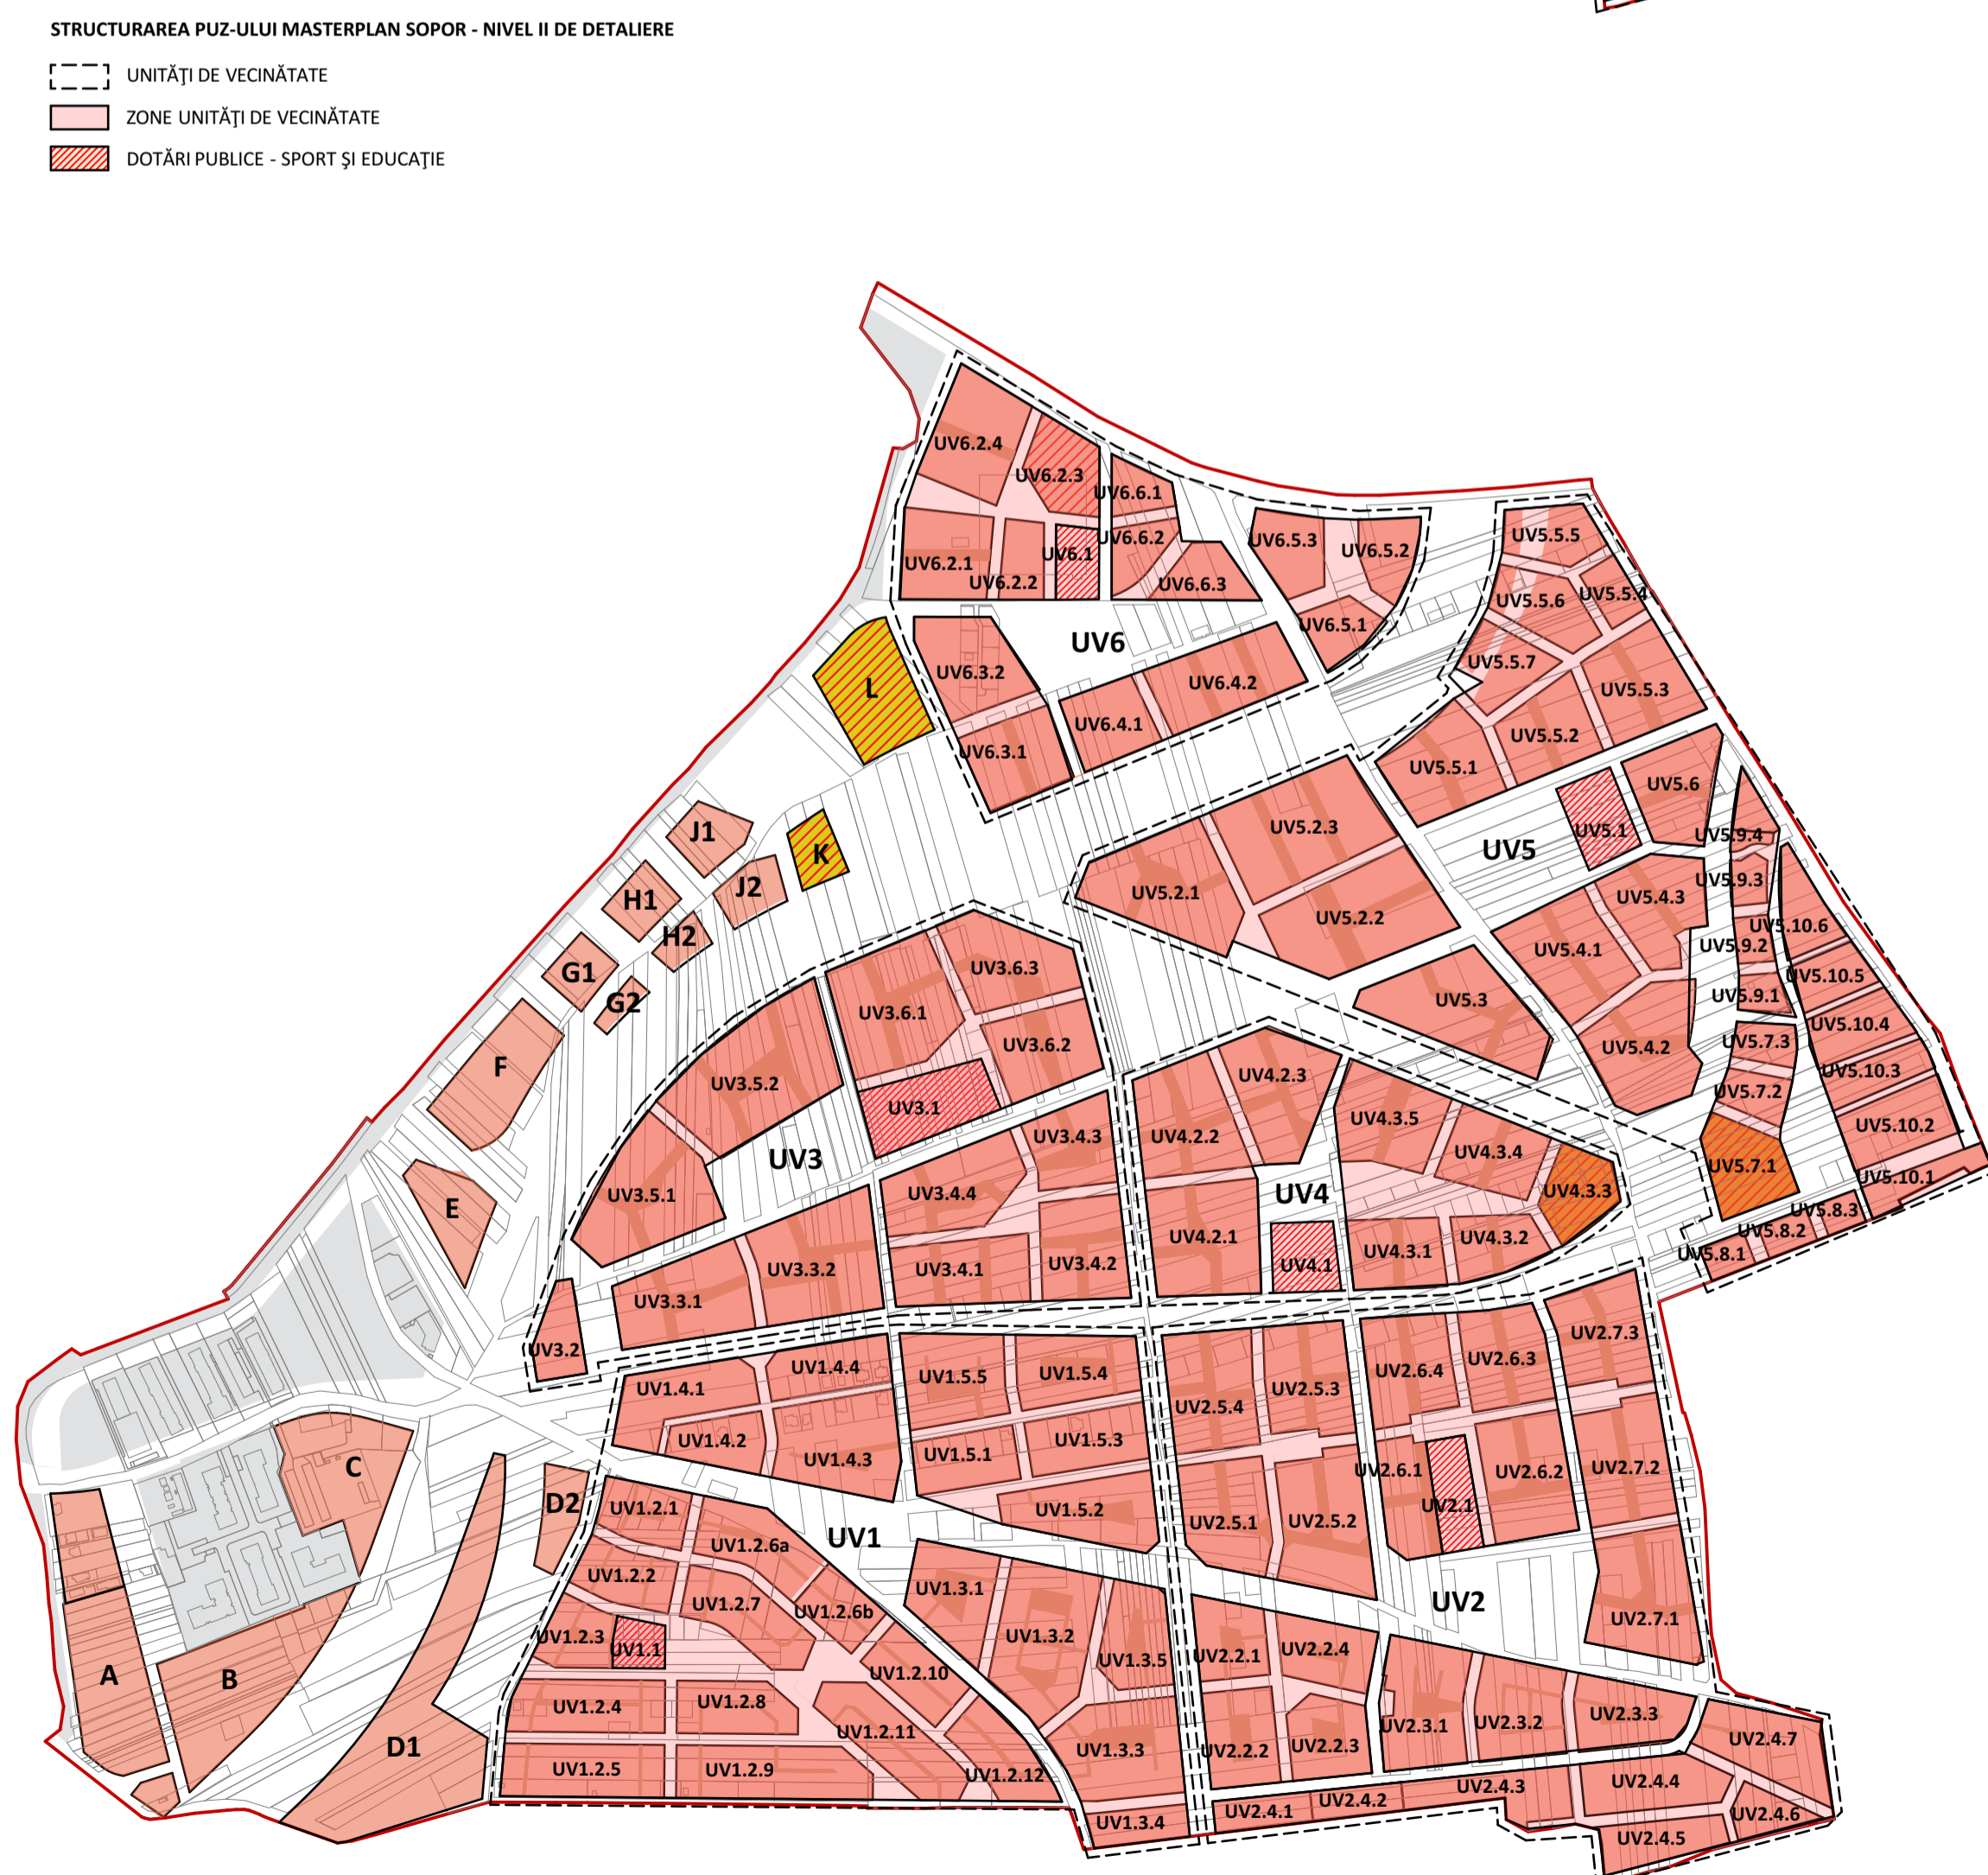 STRUCTURAREA PUZ-ULUI MASTERPLAN SOPOR - NIVEL II DE DETALIERE
UNITĂŢI DE VECINĂTATE
ZONE UNITĂŢI DE VECINĂTATE
DOTĂRI PUBLICE - SPORT ŞI EDUCAŢIE
UV6.2.4
UV6.2.3
UV6.6.1
UV6.6.2
UV6.5.3
UV6.5.2
UV5.5.5
UV6.2.1
UV6.2.2
UV6.1
UV6.6.3
UV5.5.6
UV5.5.4
UV6.5.1
UV6
UV6.3.2
UV5.5.7
L
UV6.4.2
UV5.5.3
UV6.4.1
UV5.5.2
UV6.3.1
UV5.5.1
UV5.6
J1
UV5.2.3
UV5.1
UV5.9.4
K
UV5
J2
UV5.2.1
UV5.9.3
H1
UV5.4.3
UV5.2.2
UV5.10.6
H2
UV5.9.2
UV5.4.1
G1
UV3.6.3
UV5.10.5
G2
UV5.3
UV5.9.1
UV3.6.1
UV5.10.4
UV3.6.2
UV5.4.2
UV5.7.3
F
UV3.5.2
UV4.2.3
UV5.10.3
UV5.7.2
UV3.1
UV4.3.5
UV5.10.2
UV3.4.3
UV4.2.2
UV4.3.4
UV3
UV5.7.1
UV5.10.1
UV3.5.1
UV3.4.4
UV4
UV4.3.3
E
UV5.8.3
UV5.8.2
UV4.2.1
UV4.3.1
UV4.3.2
UV5.8.1
UV3.3.2
UV3.4.1
UV3.4.2
UV4.1
UV3.3.1
UV2.7.3
UV3.2
UV2.6.3
UV1.4.4
UV2.6.4
UV1.4.1
UV1.5.5
UV1.5.4
UV2.5.3
UV2.5.4
UV1.4.2
UV1.5.3
UV1.5.1
UV1.4.3
C
UV2.6.1
UV2.6.2
UV2.7.2
D2
UV1.2.1
UV1.5.2
UV2.1
UV2.5.1
UV2.5.2
UV1
UV1.2.6a
UV1.2.2
UV1.3.1
UV2
UV1.2.7
UV1.2.6b
UV2.7.1
UV1.2.3
UV1.1
UV1.3.2
UV1.3.5
UV2.2.1
UV2.2.4
A
B
UV1.2.10
UV1.2.4
UV1.2.8
UV2.3.1
UV2.3.2
UV2.3.3
UV1.2.11
UV2.4.7
D1
UV1.3.3
UV2.2.2
UV2.2.3
UV1.2.5
UV1.2.9
UV1.2.12
UV2.4.4
UV2.4.3
UV2.4.2
UV2.4.1
UV2.4.6
UV1.3.4
UV2.4.5